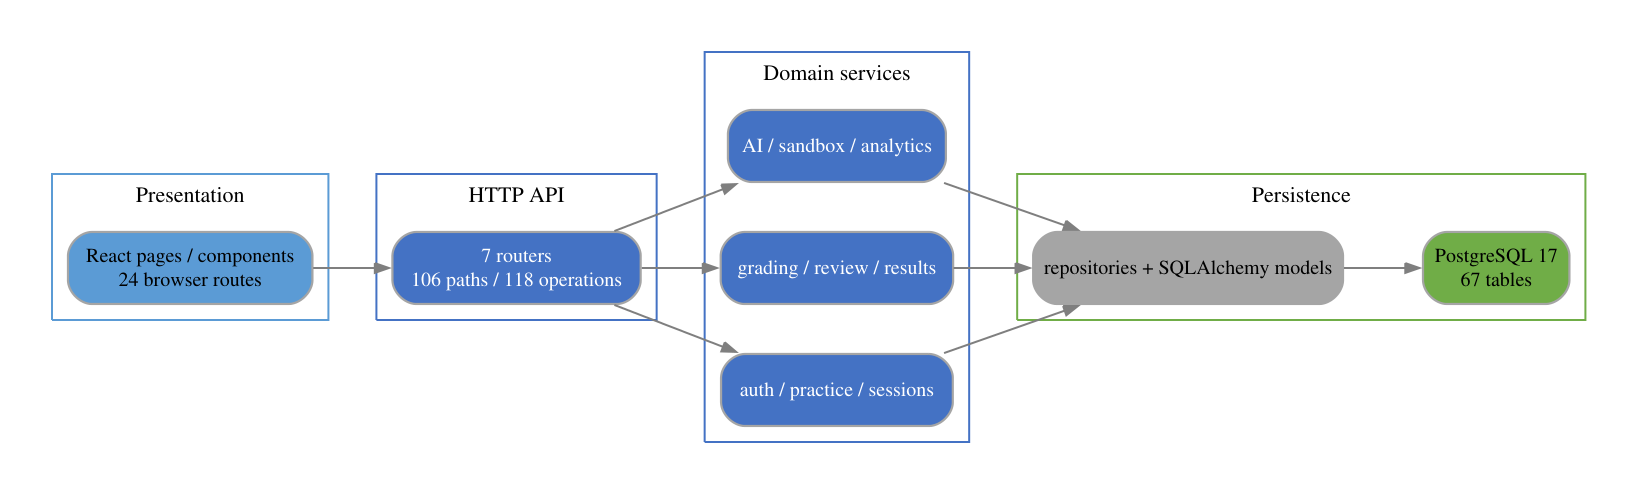 Presentation
React pages / components
24 browser routes
HTTP API
7 routers
106 paths / 118 operations
Domain services
AI / sandbox / analytics
grading / review / results
auth / practice / sessions
Persistence
repositories + SQLAlchemy models
PostgreSQL 17
67 tables